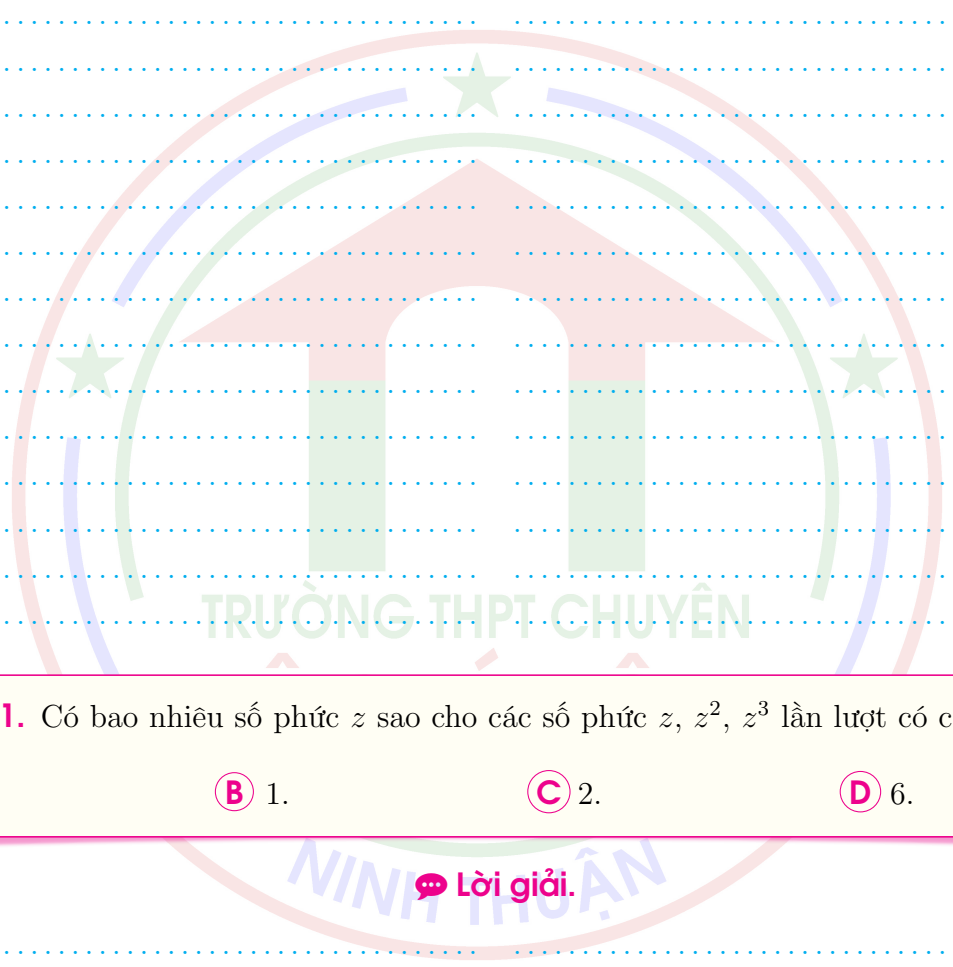 TRƯỜNG THPT CHUYÊN
1. Có bao nhiêu số phức z sao cho các số phức z, z², z³ lần lượt có c
B 1. C 2. D 6.
NINH THUẬN
Lời giải.